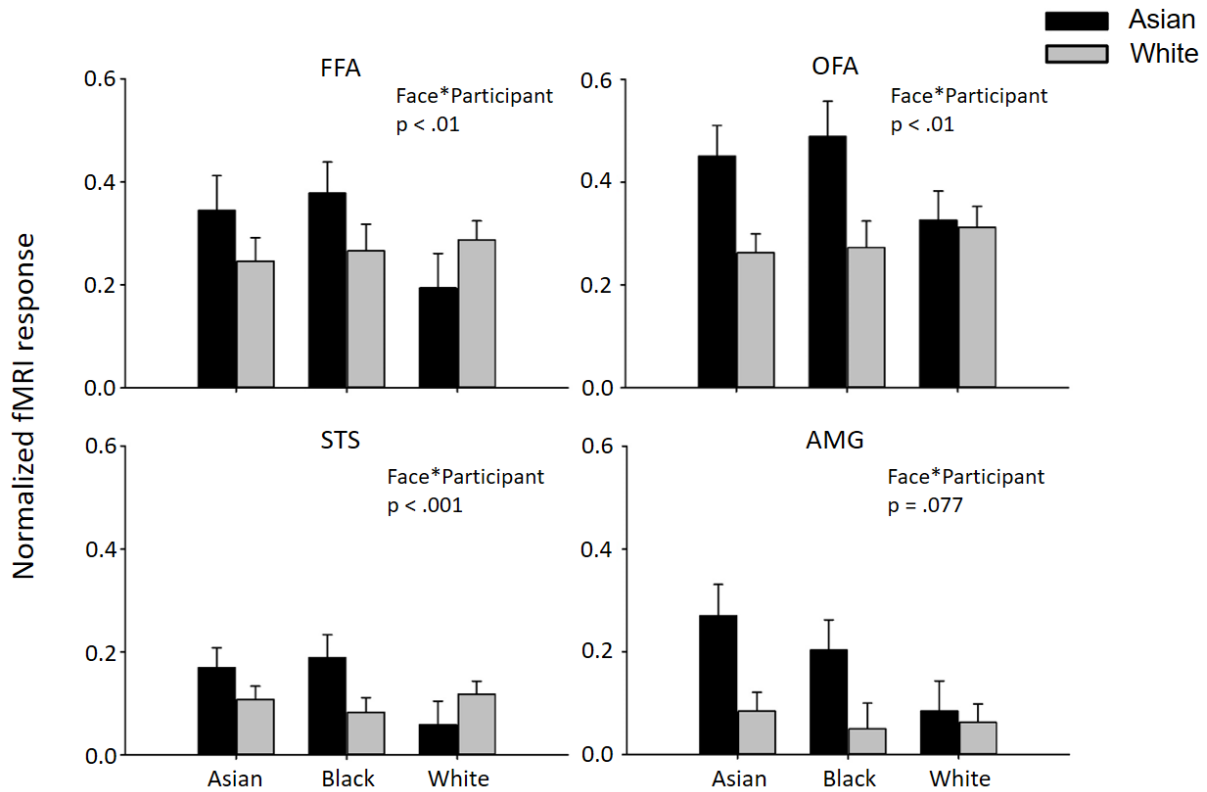 Asian
White
FFA
Face*Participant
p < .01
0.6
0.4
0.2
0.0
OFA
Face*Participant
p < .01
0.6
0.4
0.2
0.0
Normalized fMRI response
STS
Face*Participant
p < .001
0.6
0.4
0.2
0.0
Asian Black White
AMG
Face*Participant
p = .077
0.6
0.4
0.2
0.0
Asian Black White